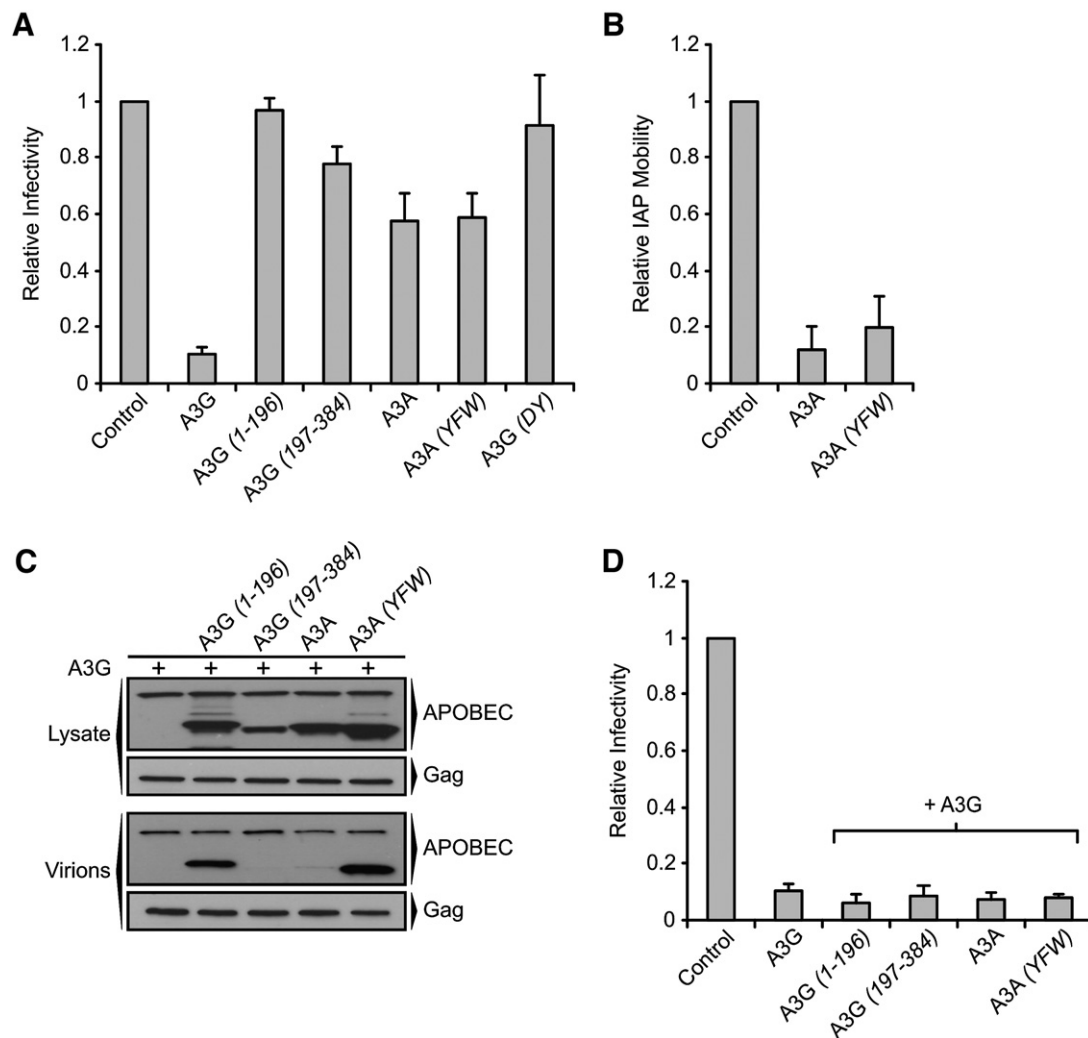 A
Relative Infectivity
1.2
1
0.8
0.6
0.4
0.2
0
Control
A3G
A3G (1-196)
A3G (197-384)
A3A
A3A (YFW)
A3G (DY)
B
Relative IAP Mobility
1.2
1
0.8
0.6
0.4
0.2
0
Control
A3A
A3A (YFW)
C
A3G (1-196)
A3G (197-384)
A3A
A3A (YFW)
A3G + + + + +
Lysate
APOBEC
Gag
Virions
APOBEC
Gag
D
Relative Infectivity
1.2
1
0.8
0.6
0.4
0.2
0
+ A3G
Control
A3G
A3G (1-196)
A3G (197-384)
A3A
A3A (YFW)